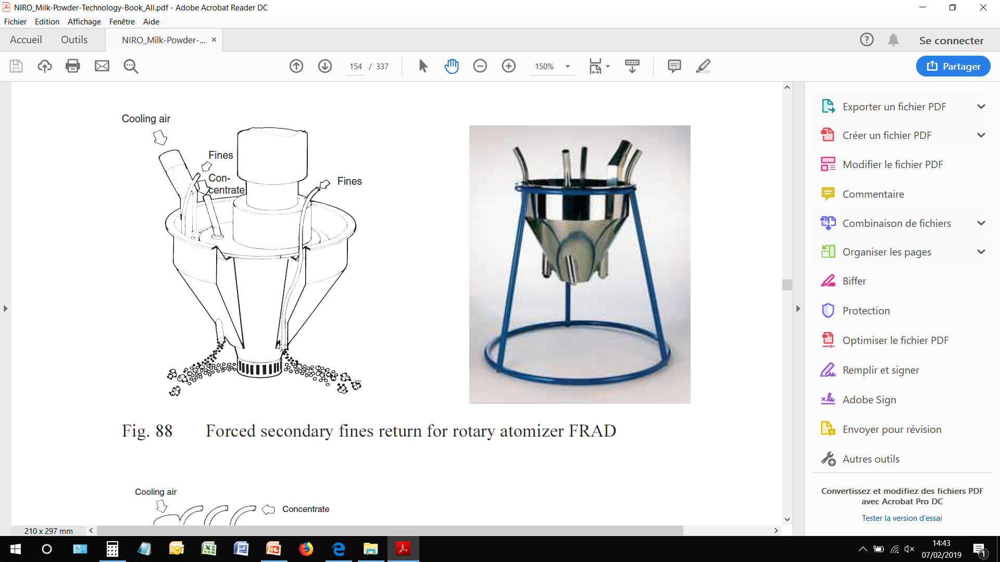 NIRO_Milk-Powder-Technology-Book_All.pdf - Adobe Acrobat Reader DC
Fichier Edition Affichage Fenêtre Aide
Accueil Outils NIRO_Milk-Powder-... × ? Se connecter
154 / 337 150% Partager
Cooling air
Fines
Con-
centrate
Fines
Fig. 88 Forced secondary fines return for rotary atomizer FRAD
Cooling air
Concentrate
210 x 297 mm
Exporter un fichier PDF
Créer un fichier PDF
Modifier le fichier PDF
Commentaire
Combinaison de fichiers
Organiser les pages
Biffer
Protection
Optimiser le fichier PDF
Remplir et signer
Adobe Sign
Envoyer pour révision
Autres outils
Convertissez et modifiez des fichiers PDF
avec Acrobat Pro DC
Tester la version d'essai
14:43
07/02/2019
1